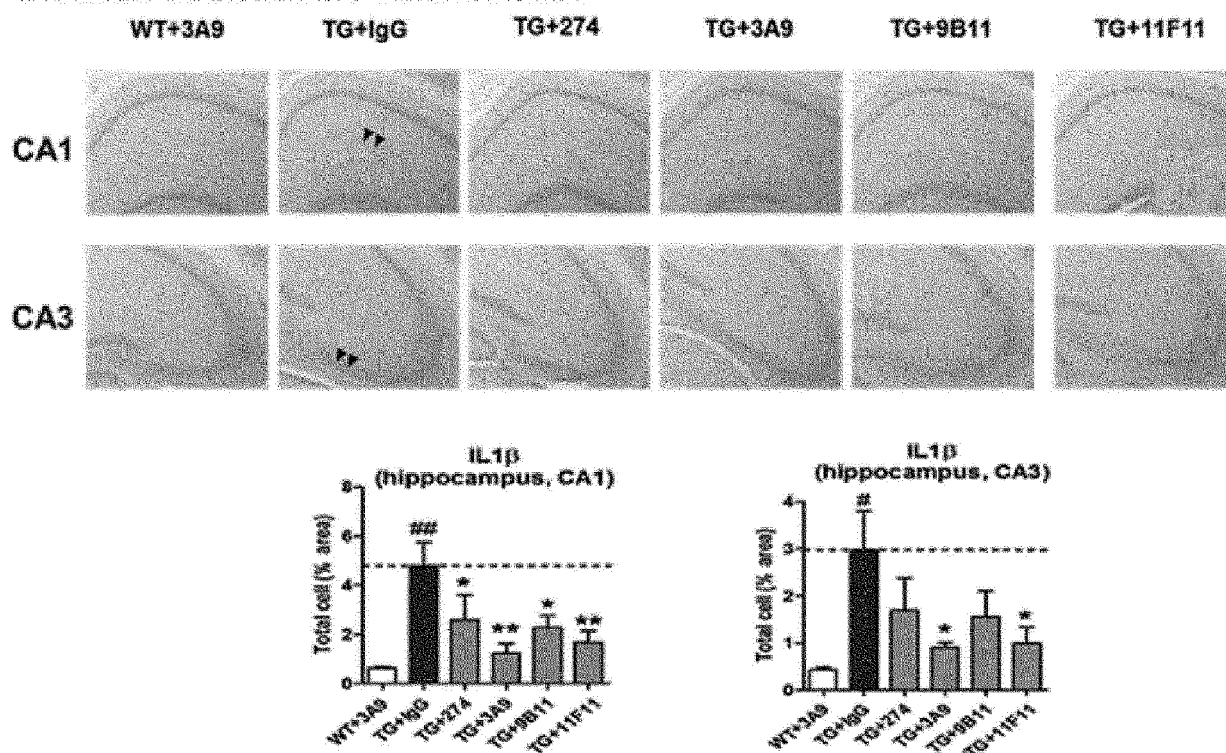 WT+3A9 TG+IgG TG+274 TG+3A9 TG+9B11 TG+11F11
CA1
CA3
IL1β
(hippocampus, CA1)
Total cell (% area)
8
6
4
2
0
##
*
**
*
**
WT+3A9
TG+IgG
TG+274
TG+3A9
TG+9B11
TG+11F11
IL1β
(hippocampus, CA3)
Total cell (% area)
4
3
2
1
0
#
*
*
WT+3A9
TG+IgG
TG+274
TG+3A9
TG+9B11
TG+11F11